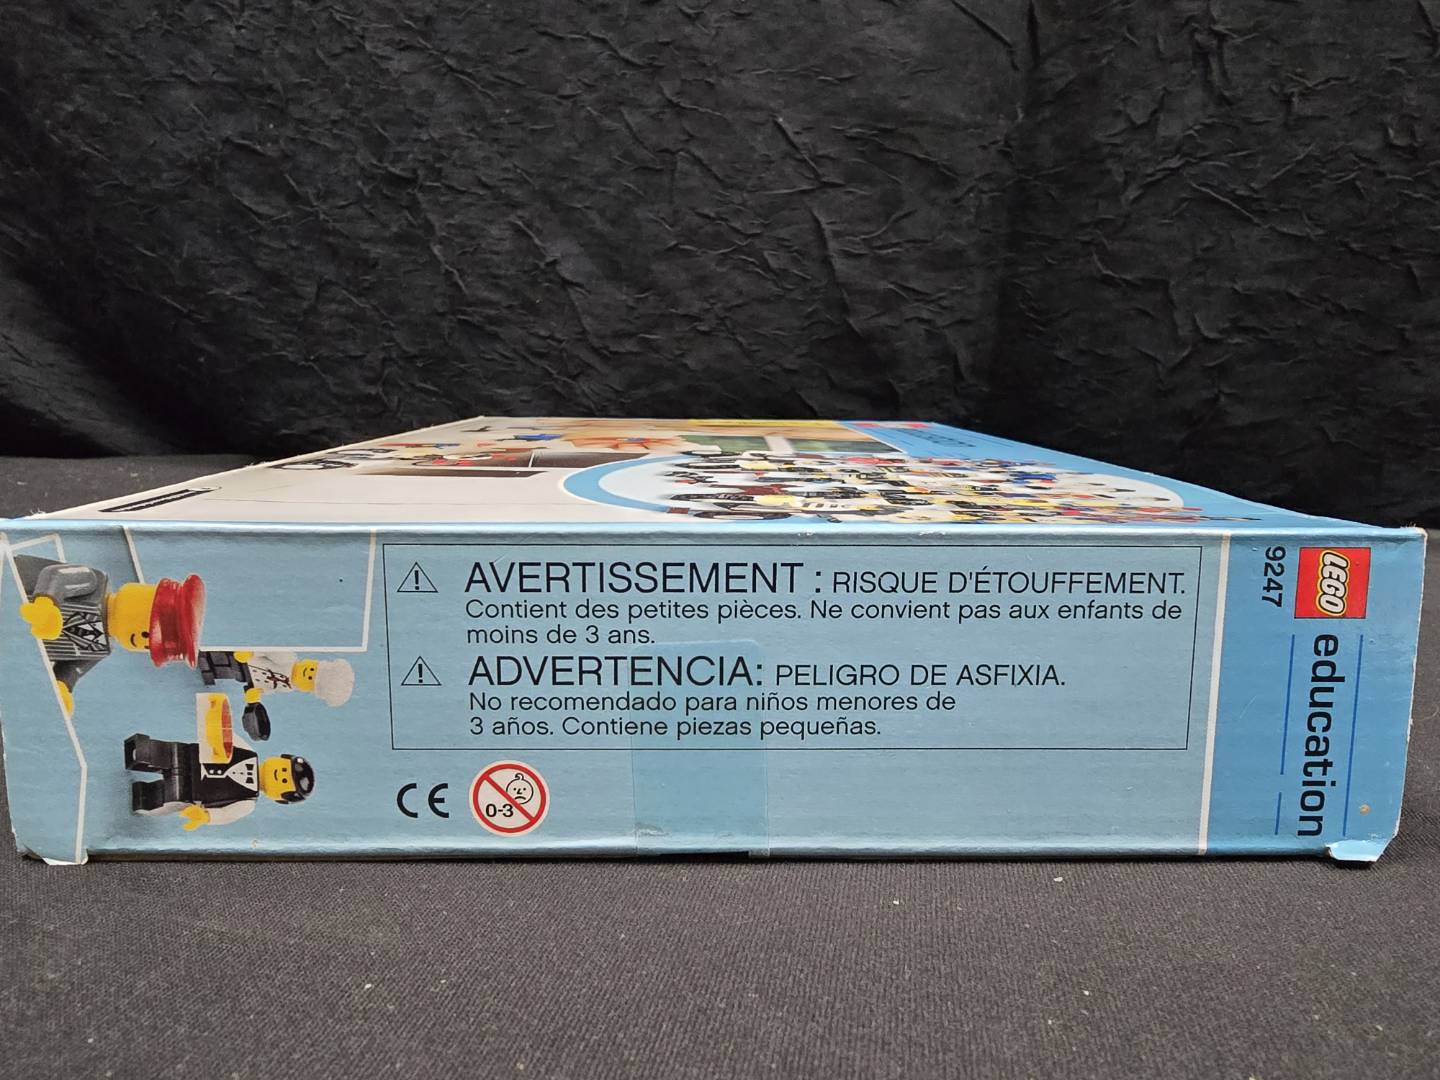 AVERTISSEMENT : RISQUE D'ÉTOUFFEMENT.
Contient des petites pièces. Ne convient pas aux enfants de
moins de 3 ans.
ADVERTENCIA: PELIGRO DE ASFIXIA.
No recomendado para niños menores de
3 años. Contiene piezas pequeñas.
CE
0-3
LEGO
education
9247